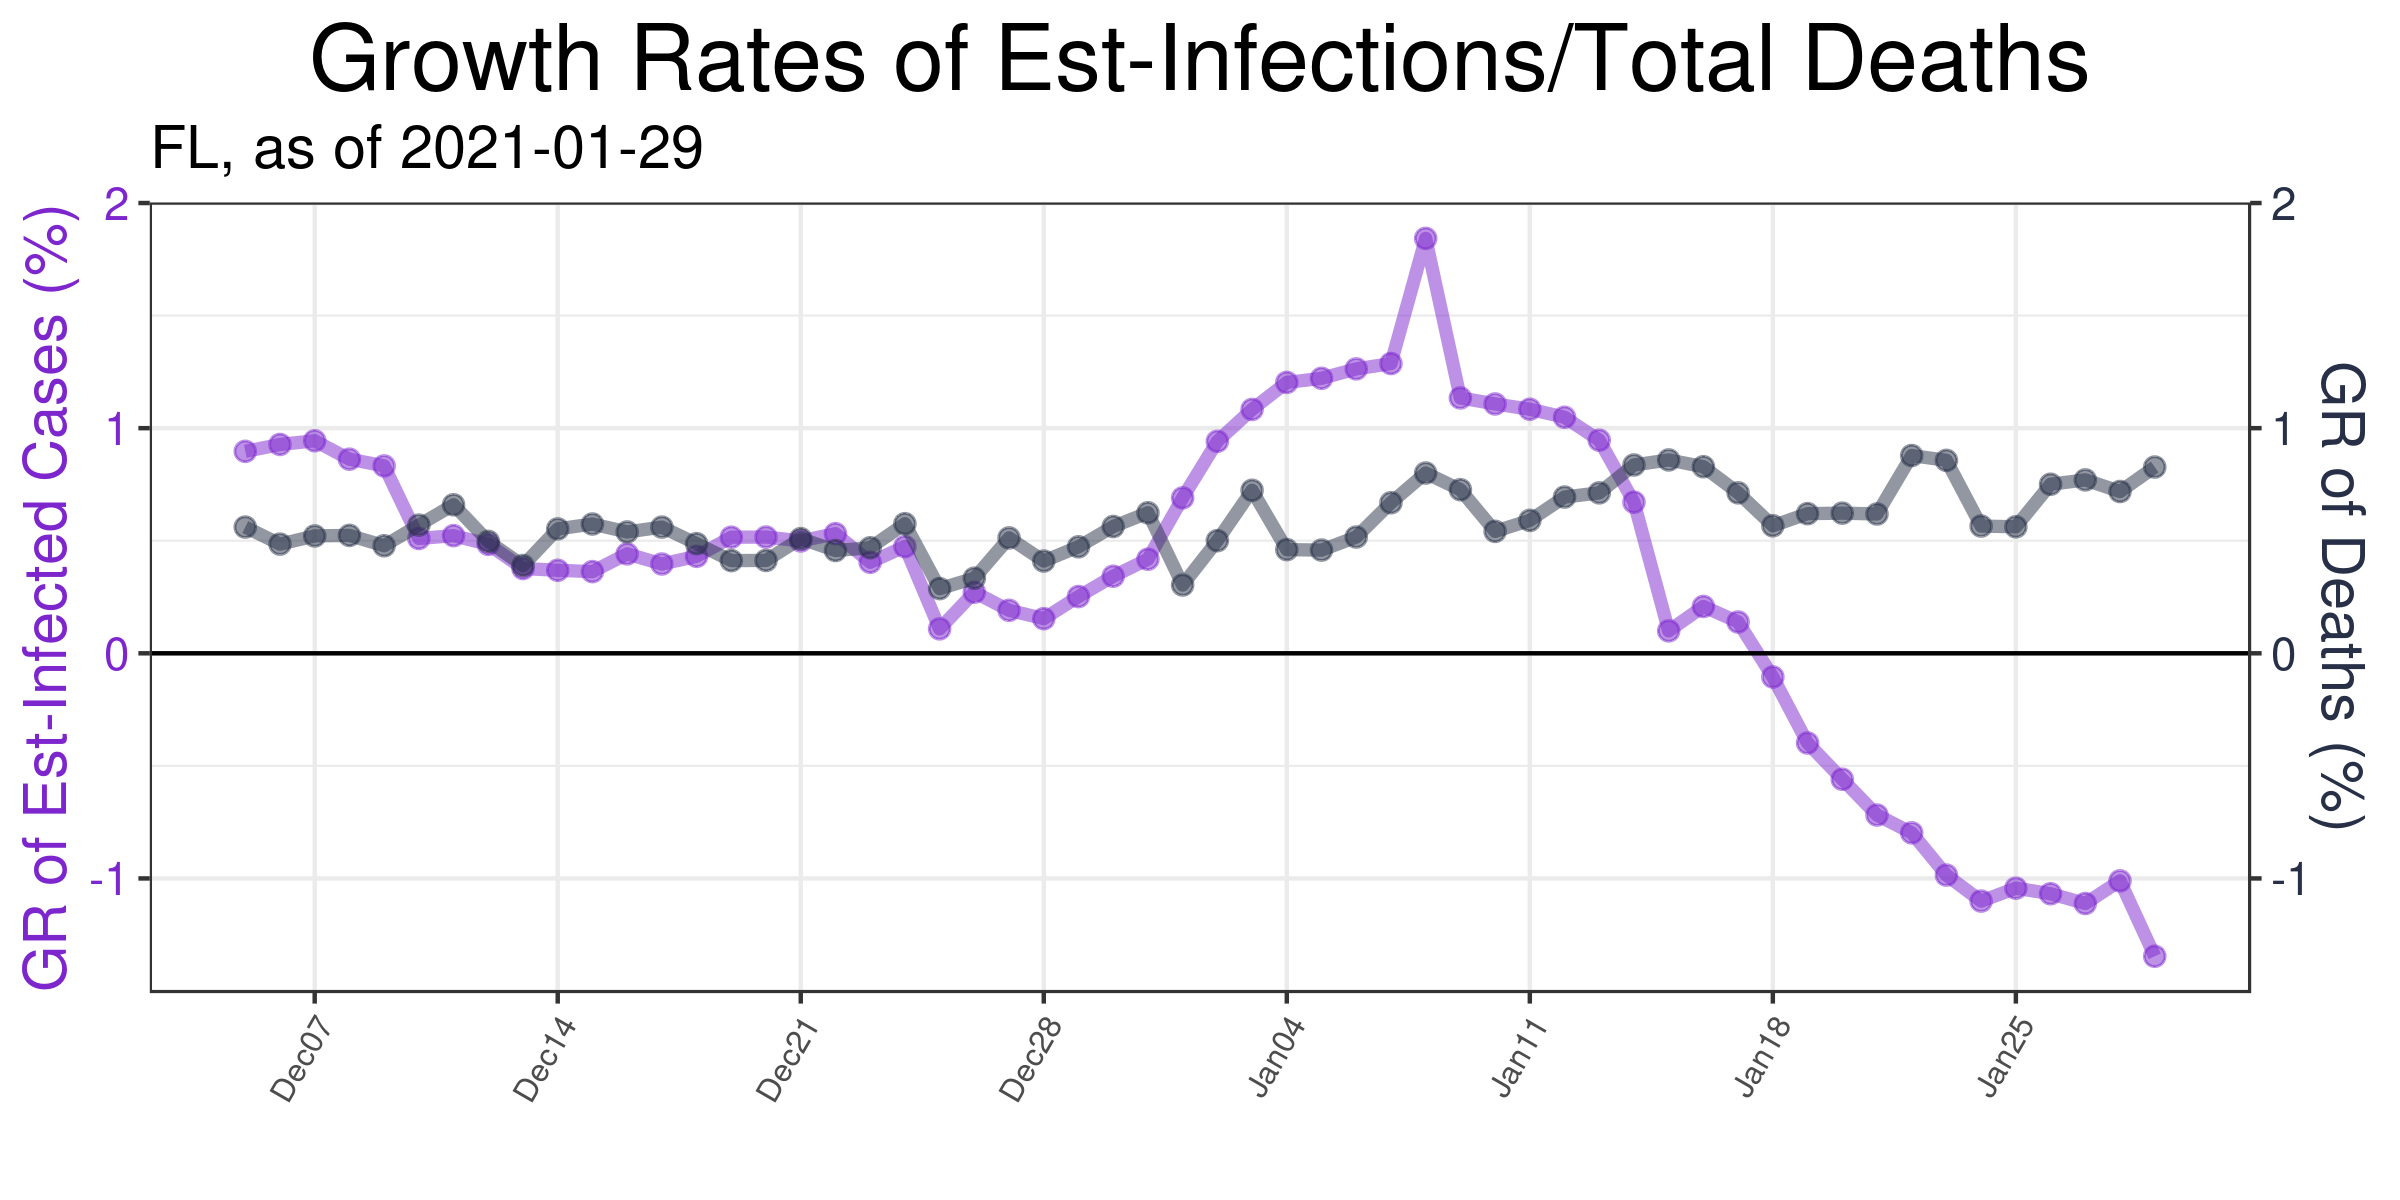 Growth Rates of Est-Infections/Total Deaths
FL, as of 2021-01-29
GR of Est-Infected Cases (%)
2
1
0
-1
2
1
0
-1
GR of Deaths (%)
Dec07
Dec14
Dec21
Dec28
Jan04
Jan11
Jan18
Jan25